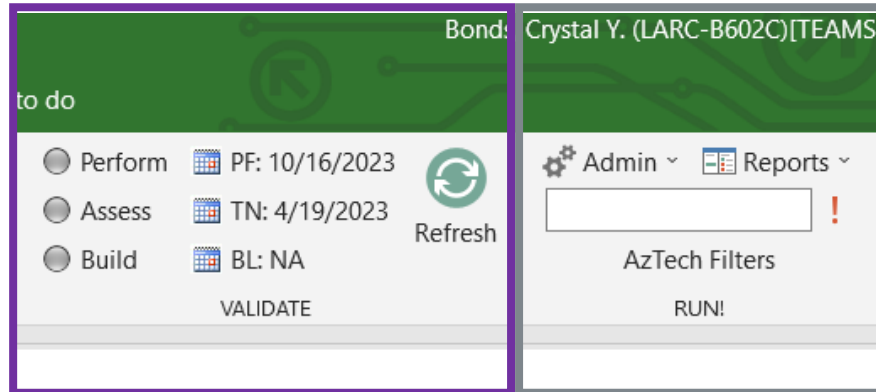 Bonds Crystal Y. (LARC-B602C)[TEAMS
to do
Perform PF: 10/16/2023
Assess TN: 4/19/2023
Build BL: NA
Refresh
VALIDATE
Admin Reports
!
AzTech Filters
RUN!